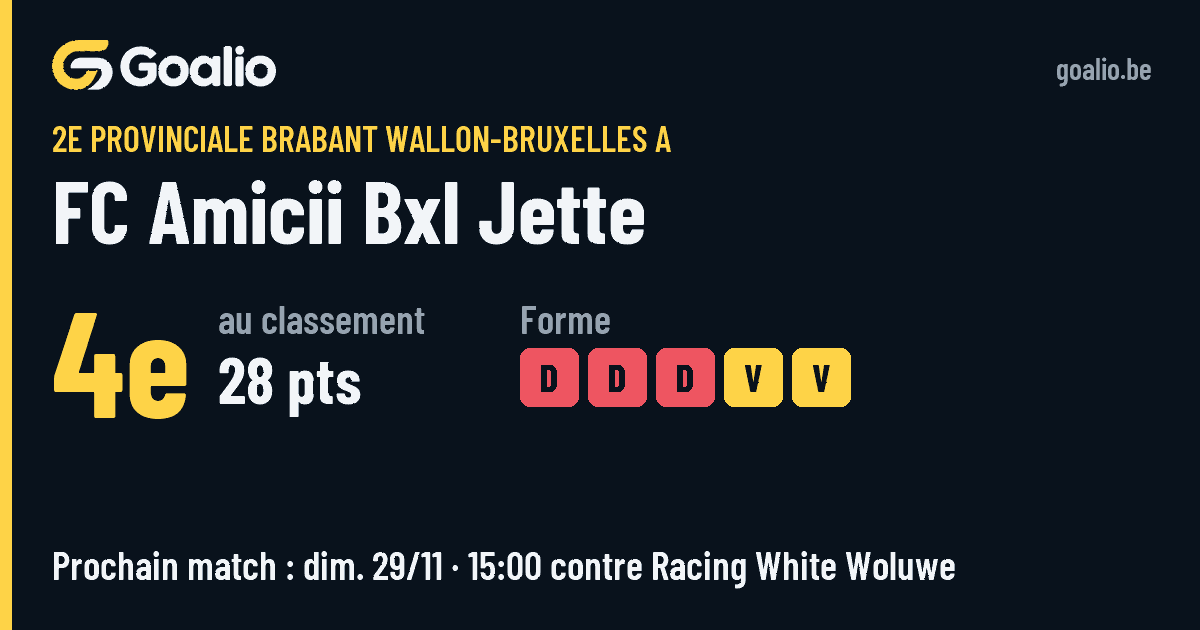 Goalio
goalio.be
2E PROVINCIALE BRABANT WALLON-BRUXELLES A
FC Amicii Bxl Jette
4e
au classement
28 pts
Forme
D D D V V
Prochain match : dim. 29/11 · 15:00 contre Racing White Woluwe